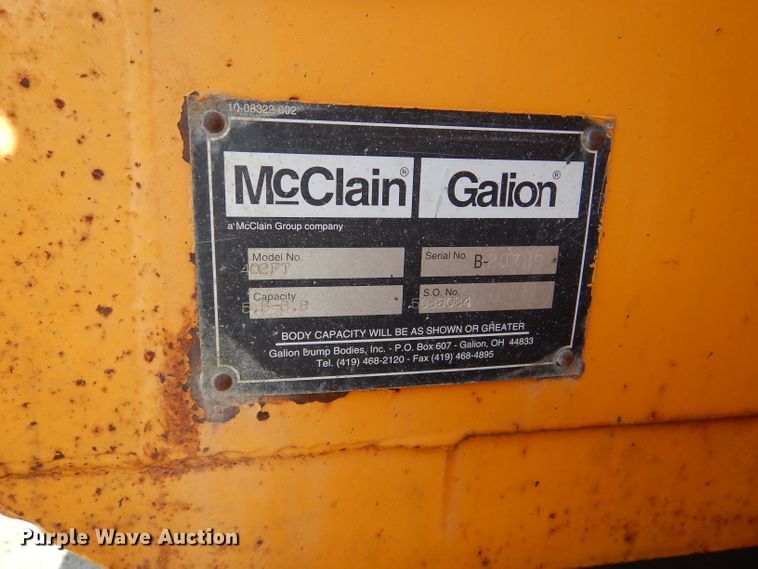 10-08322-002
McClain® Galion®
a McClain Group company
Model No. Serial No. B-
402FT
Capacity S.O. No.
5085084
BODY CAPACITY WILL BE AS SHOWN OR GREATER
Galion Dump Bodies, Inc. - P.O. Box 607 - Galion, OH 44833
Tel. (419) 468-2120 - Fax (419) 468-4895
Purple Wave Auction